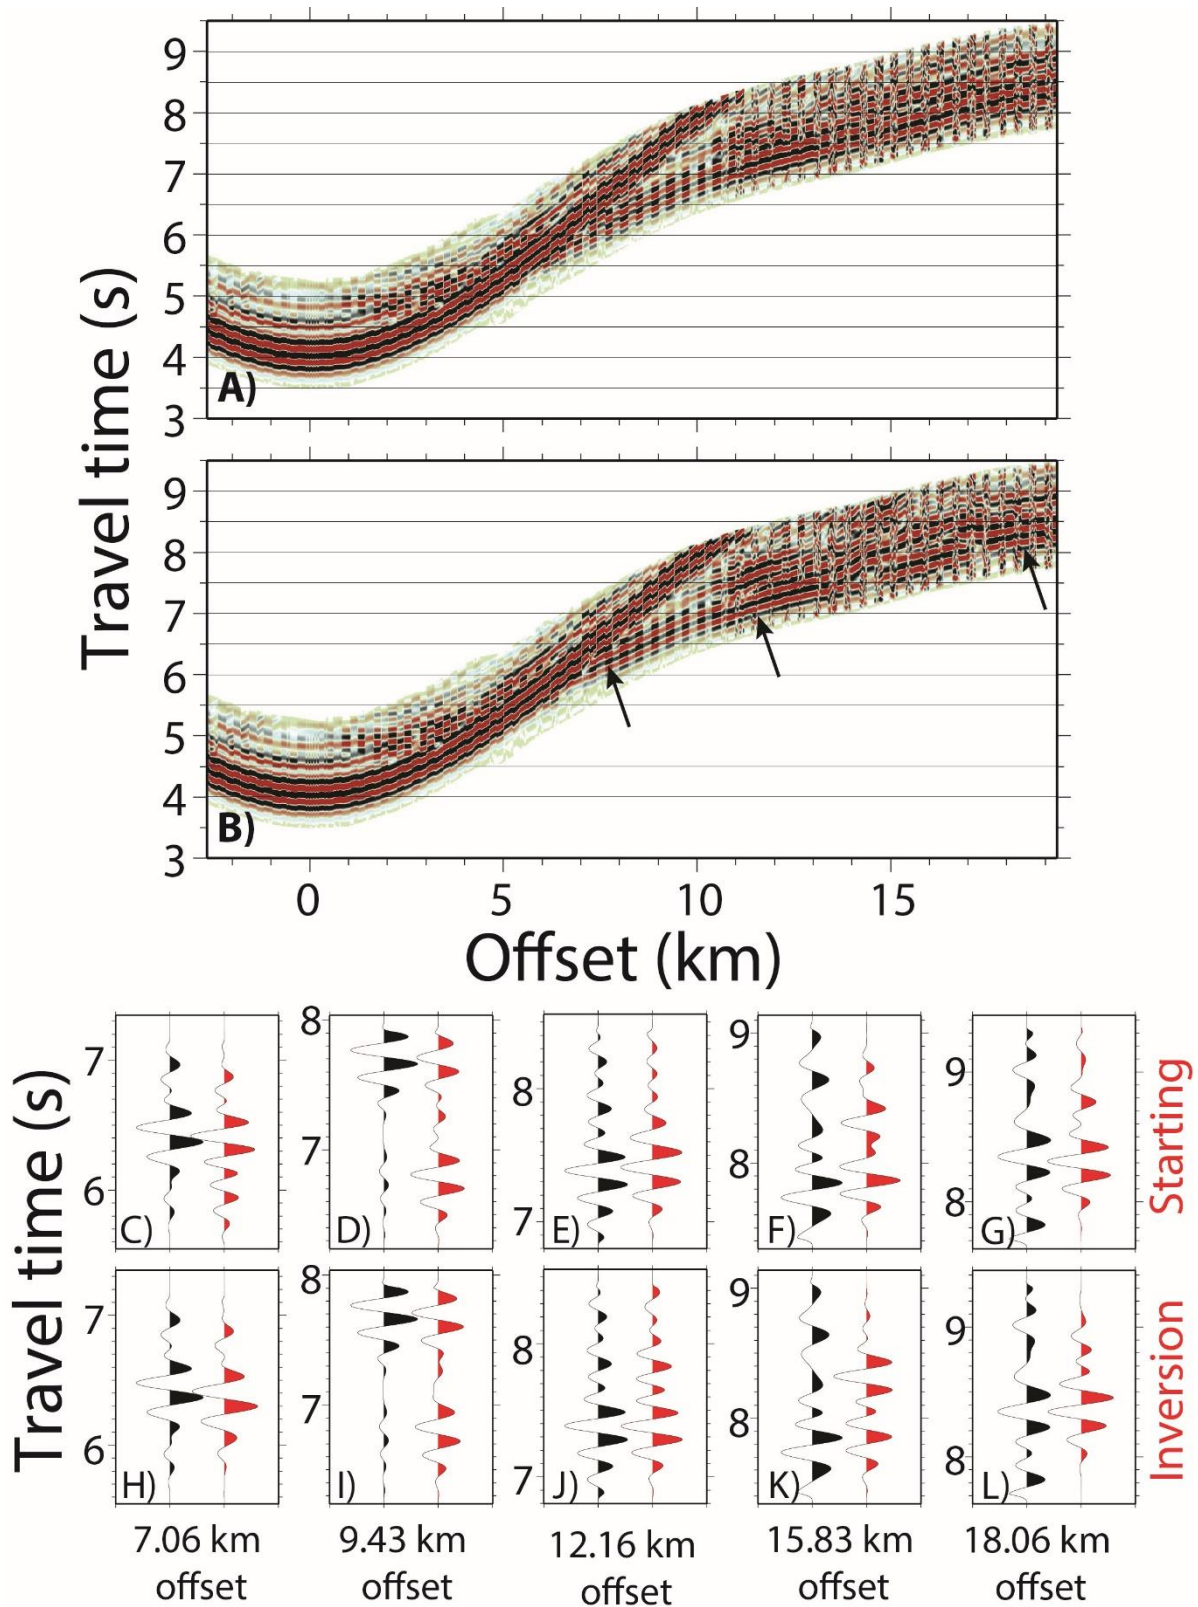 9
8
7
6
5
4
3
A)
Travel time (s)
9
8
7
6
5
4
3
B)
0 5 10 15
Offset (km)
Travel time (s)
7
6
C)
8
7
D)
8
7
E)
9
8
F)
9
8
G)
Starting
7
6
H)
8
7
I)
8
7
J)
9
8
K)
9
8
L)
Inversion
7.06 km
offset
9.43 km
offset
12.16 km
offset
15.83 km
offset
18.06 km
offset